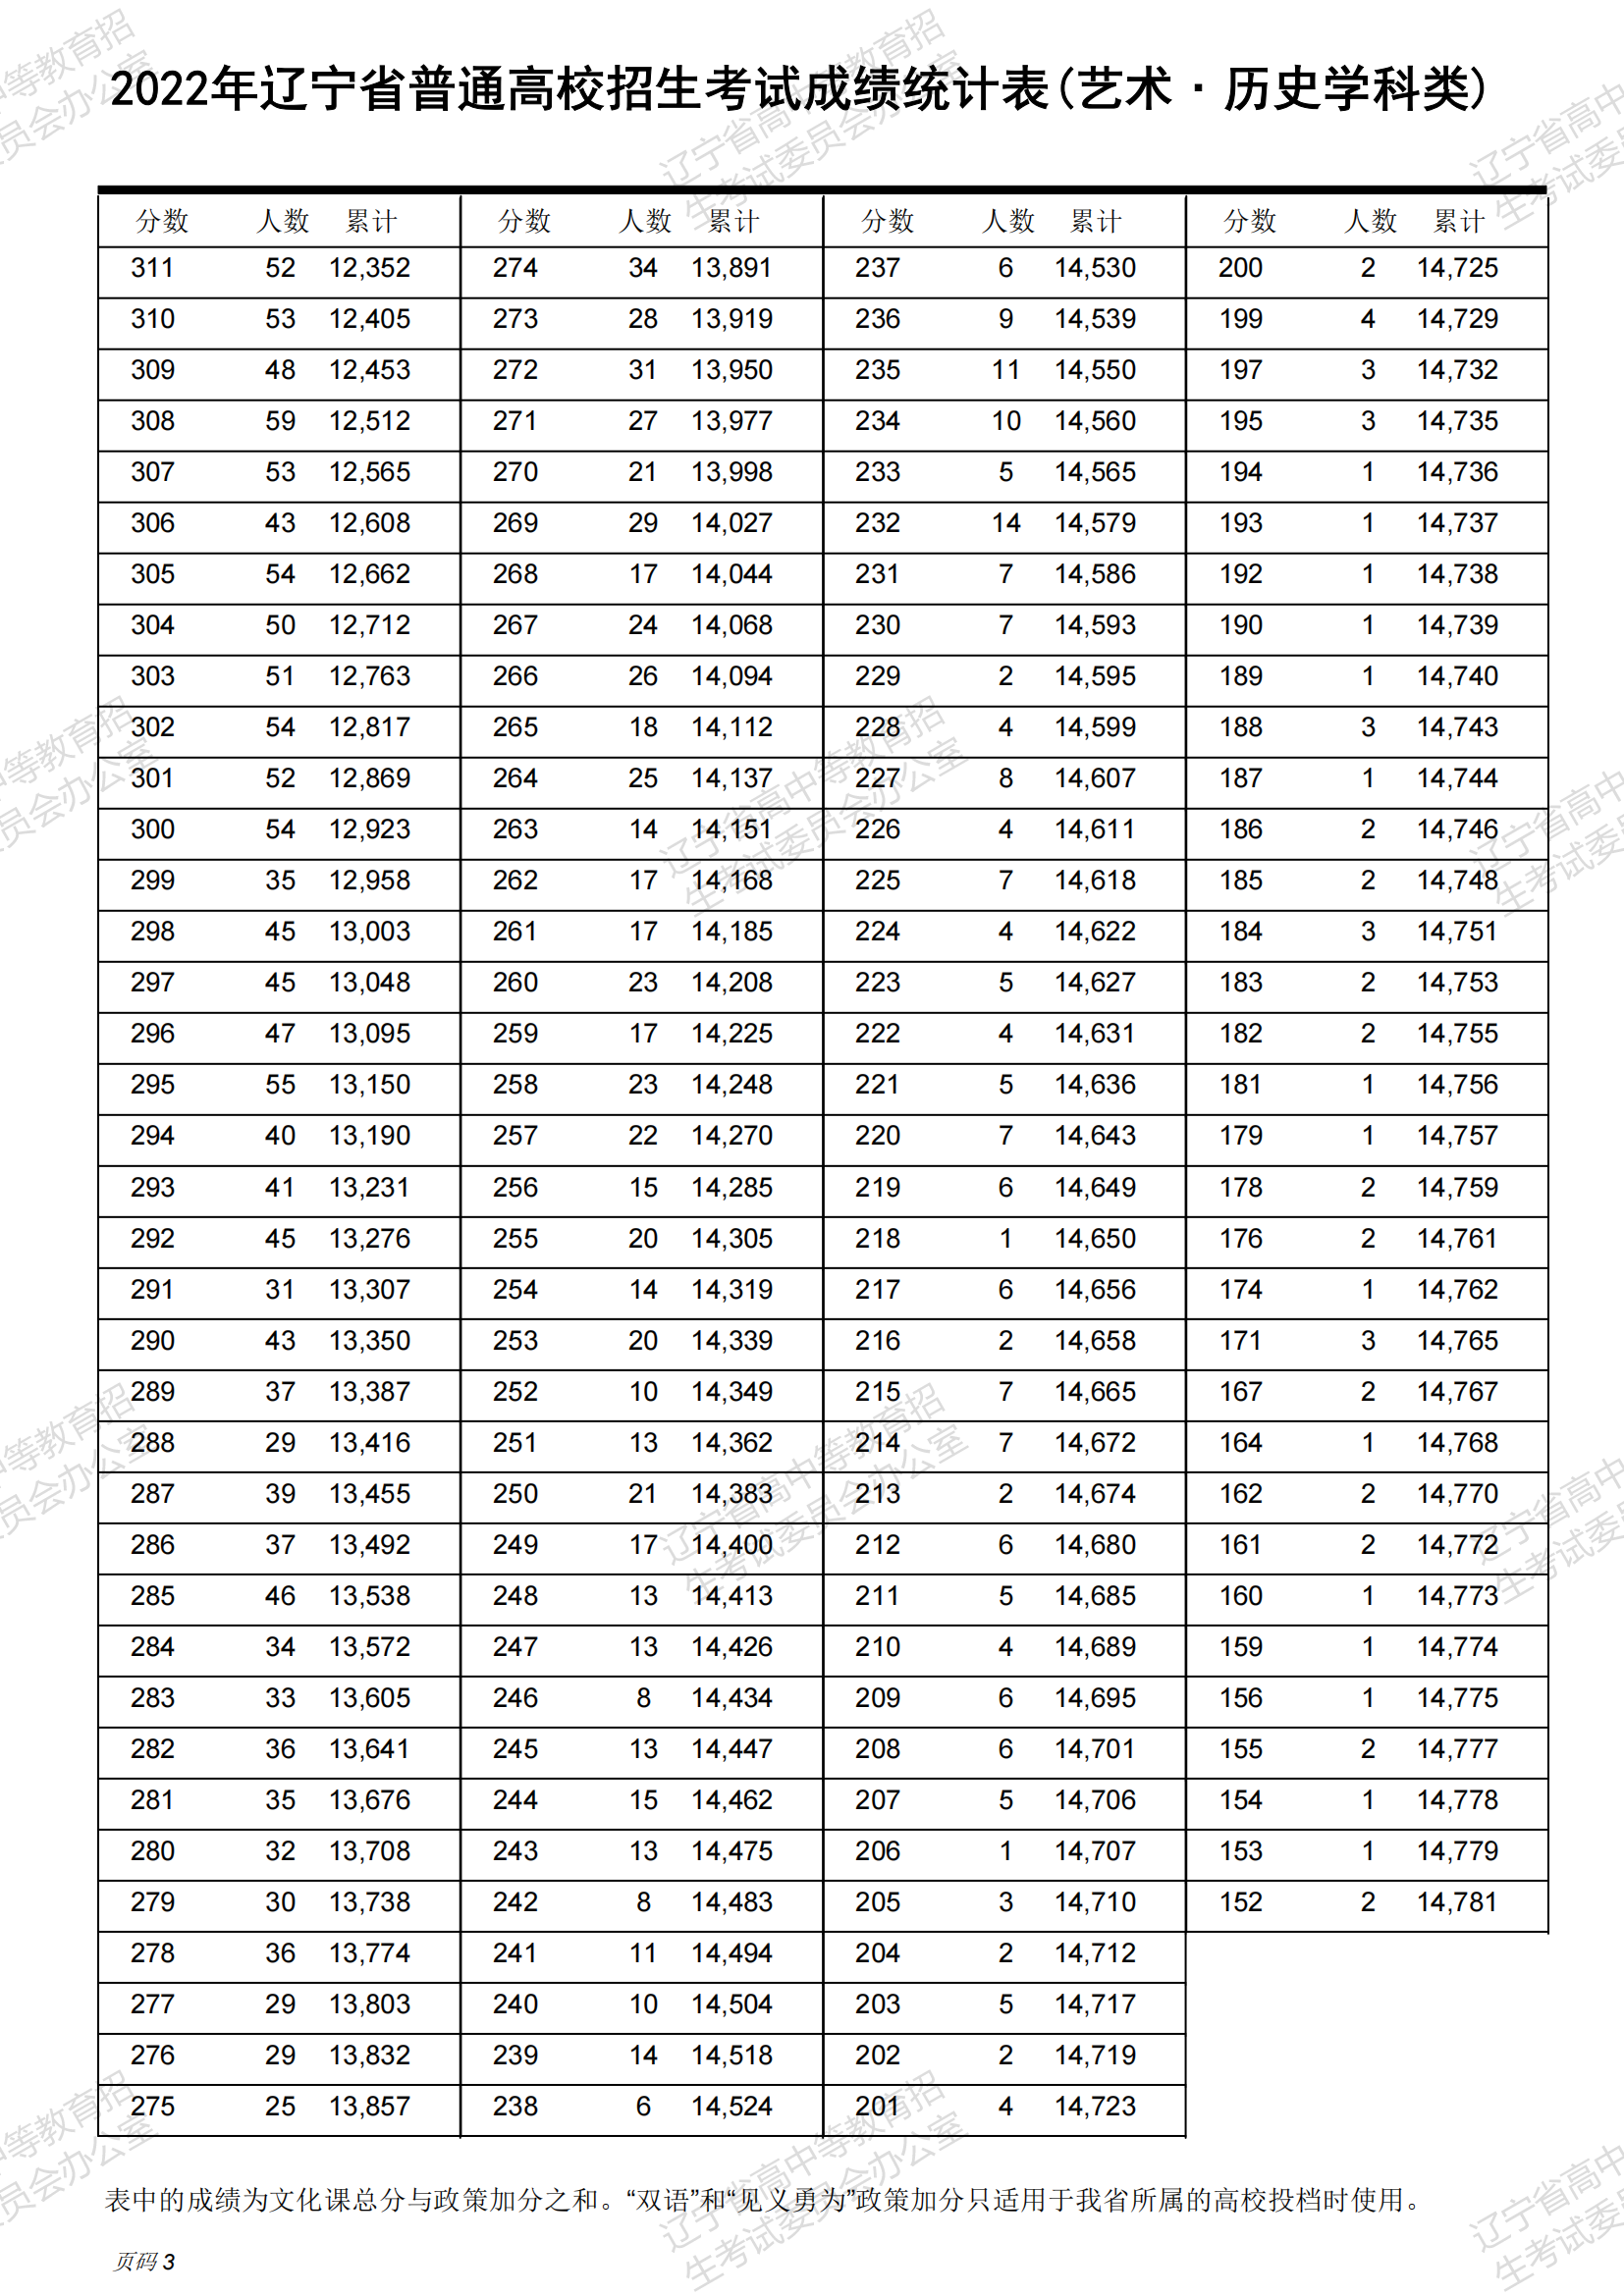 2022年辽宁省普通高校招生考试成绩统计表(艺术·历史学科类)
分数 人数 累计 分数 人数 累计 分数 人数 累计 分数 人数 累计
311 52 12,352 274 34 13,891 237 6 14,530 200 2 14,725
310 53 12,405 273 28 13,919 236 9 14,539 199 4 14,729
309 48 12,453 272 31 13,950 235 11 14,550 197 3 14,732
308 59 12,512 271 27 13,977 234 10 14,560 195 3 14,735
307 53 12,565 270 21 13,998 233 5 14,565 194 1 14,736
306 43 12,608 269 29 14,027 232 14 14,579 193 1 14,737
305 54 12,662 268 17 14,044 231 7 14,586 192 1 14,738
304 50 12,712 267 24 14,068 230 7 14,593 190 1 14,739
303 51 12,763 266 26 14,094 229 2 14,595 189 1 14,740
302 54 12,817 265 18 14,112 228 4 14,599 188 3 14,743
301 52 12,869 264 25 14,137 227 8 14,607 187 1 14,744
300 54 12,923 263 14 14,151 226 4 14,611 186 2 14,746
299 35 12,958 262 17 14,168 225 7 14,618 185 2 14,748
298 45 13,003 261 17 14,185 224 4 14,622 184 3 14,751
297 45 13,048 260 23 14,208 223 5 14,627 183 2 14,753
296 47 13,095 259 17 14,225 222 4 14,631 182 2 14,755
295 55 13,150 258 23 14,248 221 5 14,636 181 1 14,756
294 40 13,190 257 22 14,270 220 7 14,643 179 1 14,757
293 41 13,231 256 15 14,285 219 6 14,649 178 2 14,759
292 45 13,276 255 20 14,305 218 1 14,650 176 2 14,761
291 31 13,307 254 14 14,319 217 6 14,656 174 1 14,762
290 43 13,350 253 20 14,339 216 2 14,658 171 3 14,765
289 37 13,387 252 10 14,349 215 7 14,665 167 2 14,767
288 29 13,416 251 13 14,362 214 7 14,672 164 1 14,768
287 39 13,455 250 21 14,383 213 2 14,674 162 2 14,770
286 37 13,492 249 17 14,400 212 6 14,680 161 2 14,772
285 46 13,538 248 13 14,413 211 5 14,685 160 1 14,773
284 34 13,572 247 13 14,426 210 4 14,689 159 1 14,774
283 33 13,605 246 8 14,434 209 6 14,695 156 1 14,775
282 36 13,641 245 13 14,447 208 6 14,701 155 2 14,777
281 35 13,676 244 15 14,462 207 5 14,706 154 1 14,778
280 32 13,708 243 13 14,475 206 1 14,707 153 1 14,779
279 30 13,738 242 8 14,483 205 3 14,710 152 2 14,781
278 36 13,774 241 11 14,494 204 2 14,712
277 29 13,803 240 10 14,504 203 5 14,717
276 29 13,832 239 14 14,518 202 2 14,719
275 25 13,857 238 6 14,524 201 4 14,723
表中的成绩为文化课总分与政策加分之和。“双语”和“见义勇为”政策加分只适用于我省所属的高校投档时使用。
页码 3
辽宁省高中等教育招
生考试委员会办公室